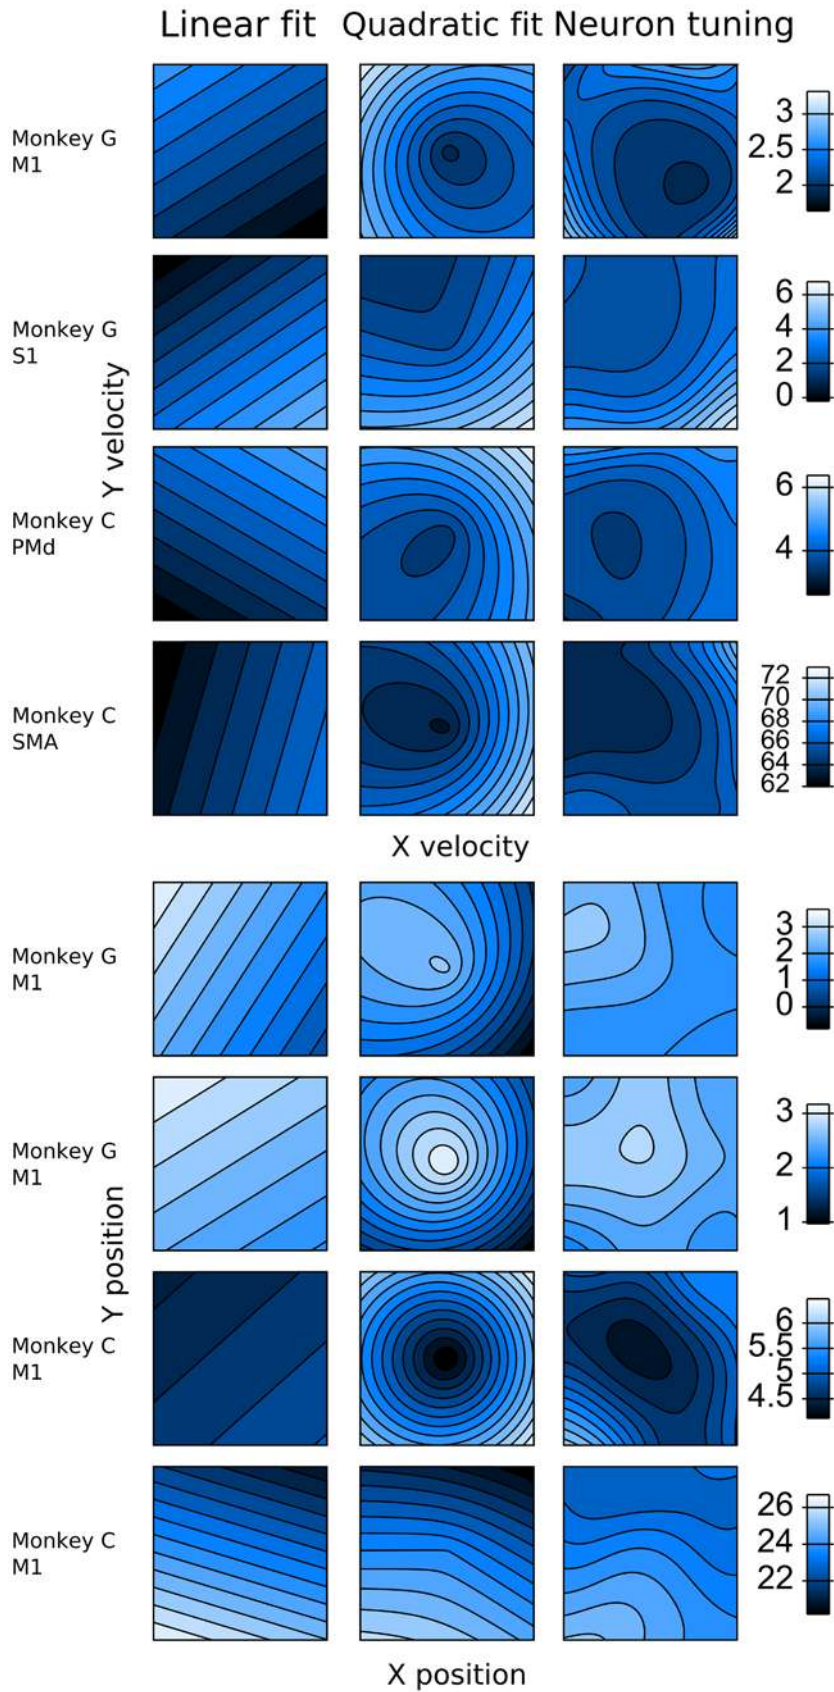 Linear fit Quadratic fit Neuron tuning
Monkey G
M1
3
2.5
2
Monkey G
S1
6
4
2
0
Y velocity
Monkey C
PMd
6
4
Monkey C
SMA
72
70
68
66
64
62
X velocity
Monkey G
M1
3
2
1
0
Monkey G
M1
3
2
1
Y position
Monkey C
M1
6
5.5
5
4.5
Monkey C
M1
26
24
22
X position